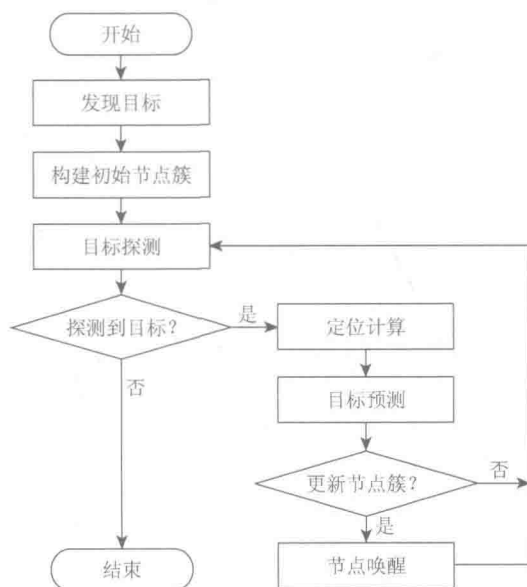 开始
发现目标
构建初始节点簇
目标探测
探测到目标？
是
定位计算
否
目标预测
更新节点簇？
否
是
结束
节点唤醒